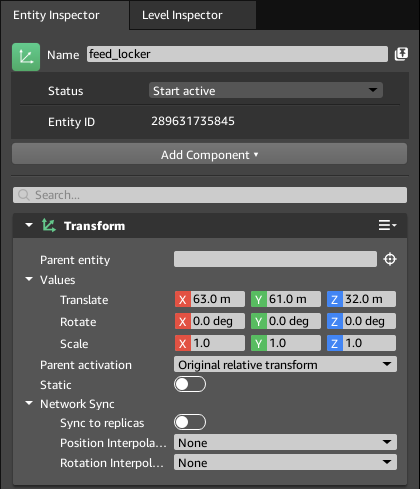 Entity Inspector Level Inspector
Name feed_locker
Status Start active
Entity ID 289631735845
Add Component
Search...
Transform
Parent entity
Values
Translate X 63.0 m Y 61.0 m Z 32.0 m
Rotate X 0.0 deg Y 0.0 deg Z 0.0 deg
Scale X 1.0 Y 1.0 Z 1.0
Parent activation Original relative transform
Static
Network Sync
Sync to replicas
Position Interpola... None
Rotation Interpol... None